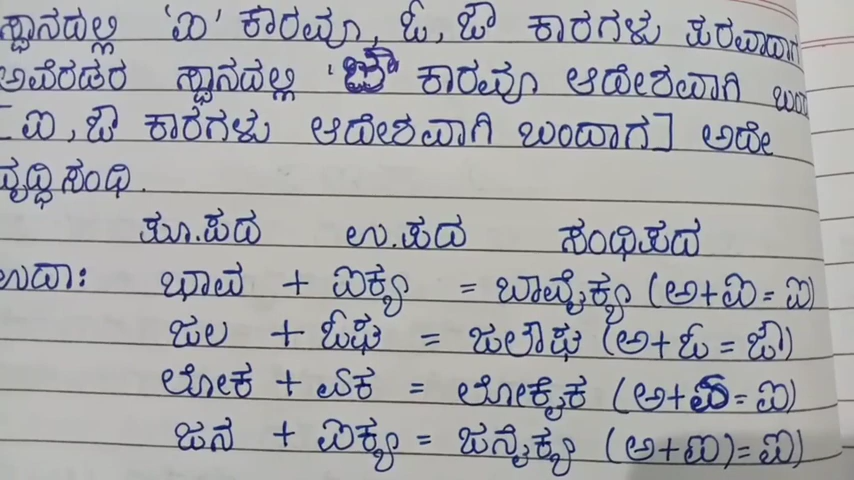 ಸ್ಥಾನದಲ್ಲಿ 'ಐ' ಕಾರವೂ, ಓ, ಔ ಕಾರಗಳು ಪರವಾದಾಗ
ಅವೆರಡರ ಸ್ಥಾನದಲ್ಲಿ 'ಔ' ಕಾರವೂ ಆದೇಶವಾಗಿ ಬಂದ
[ಐ, ಔ ಕಾರಗಳು ಆದೇಶವಾಗಿ ಬಂದಾಗ] ಅದೇ
ವೃದ್ಧಿಸಂಧಿ.
ಪೂ.ಪದ ಉ.ಪದ ಸಂಧಿಪದ
ಉದಾ: ಭಾವ + ಐಕ್ಯ = ಭಾವೈಕ್ಯ (ಅ+ಐ=ಐ)
ಜಲ + ಓಘ = ಜಲೌಘ (ಅ+ಓ=ಔ)
ಲೋಕ + ಏಕ = ಲೋಕೈಕ (ಅ+ಏ=ಐ)
ಜನ + ಐಕ್ಯ = ಜನೈಕ್ಯ (ಅ+ಐ)=ಐ)